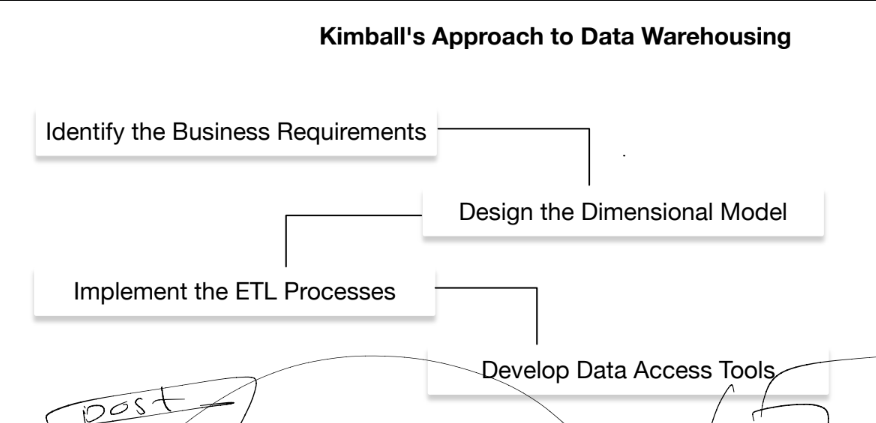 Kimball's Approach to Data Warehousing
Identify the Business Requirements
Design the Dimensional Model
Implement the ETL Processes
Develop Data Access Tools
post